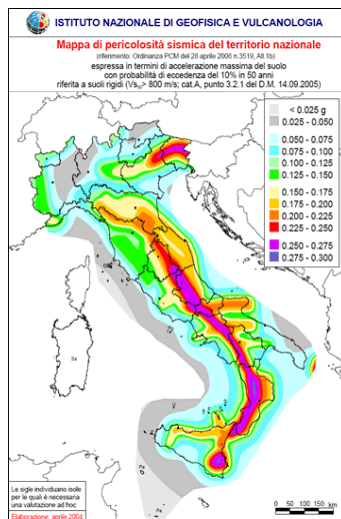 ISTITUTO NAZIONALE DI GEOFISICA E VULCANOLOGIA
Mappa di pericolosità sismica del territorio nazionale
(riferimento: Ordinanza PCM del 28 aprile 2006 n.3519, All.1b)
espressa in termini di accelerazione massima del suolo
con probabilità di eccedenza del 10% in 50 anni
riferita a suoli rigidi (Vs30> 800 m/s; cat.A, punto 3.2.1 del D.M. 14.09.2005)
< 0.025 g
0.025 - 0.050
0.050 - 0.075
0.075 - 0.100
0.100 - 0.125
0.125 - 0.150
0.150 - 0.175
0.175 - 0.200
0.200 - 0.225
0.225 - 0.250
0.250 - 0.275
0.275 - 0.300
Le sigle individuano isole
per le quali è necessaria
una valutazione ad hoc
Elaborazione: aprile 2004
0 50 100 150 km